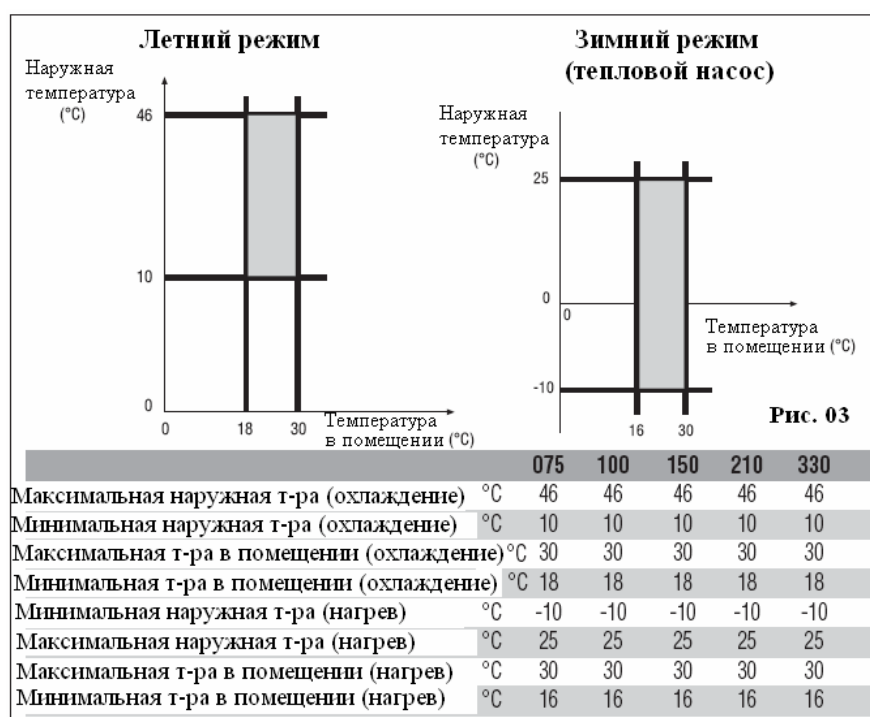 Летний режим
Наружная
температура
(°C)
46
10
0
0
18
30
Температура
в помещении (°C)
Зимний режим
(тепловой насос)
Наружная
температура
(°C)
25
0
0
-10
16
30
Температура
в помещении (°C)
Рис. 03
075 100 150 210 330
Максимальная наружная т-ра (охлаждение) °C 46 46 46 46 46
Минимальная наружная т-ра (охлаждение) °C 10 10 10 10 10
Максимальная т-ра в помещении (охлаждение) °C 30 30 30 30 30
Минимальная т-ра в помещении (охлаждение) °C 18 18 18 18 18
Минимальная наружная т-ра (нагрев) °C -10 -10 -10 -10 -10
Максимальная наружная т-ра (нагрев) °C 25 25 25 25 25
Максимальная т-ра в помещении (нагрев) °C 30 30 30 30 30
Минимальная т-ра в помещении (нагрев) °C 16 16 16 16 16